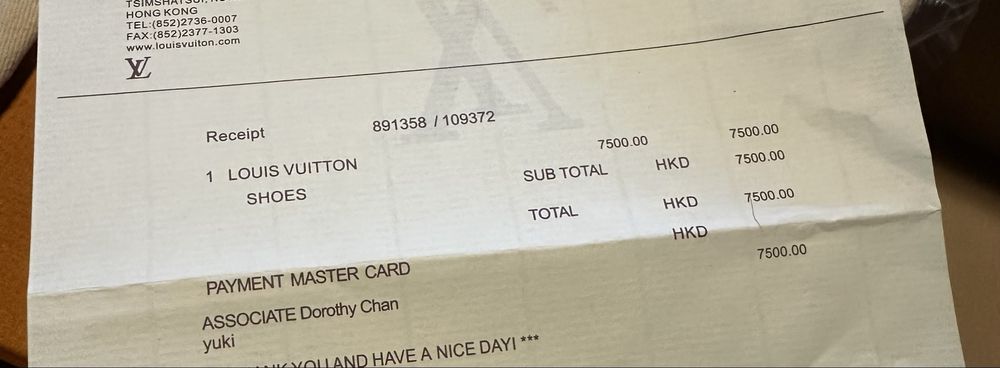 HONG KONG
TEL:(852)2736-0007
FAX:(852)2377-1303
www.louisvuiton.com
LV
Receipt 891358 / 109372
1 LOUIS VUITTON 7500.00 7500.00
SHOES SUB TOTAL HKD 7500.00
TOTAL HKD 7500.00
HKD
7500.00
PAYMENT MASTER CARD
ASSOCIATE Dorothy Chan
yuki
YOU AND HAVE A NICE DAY! ***